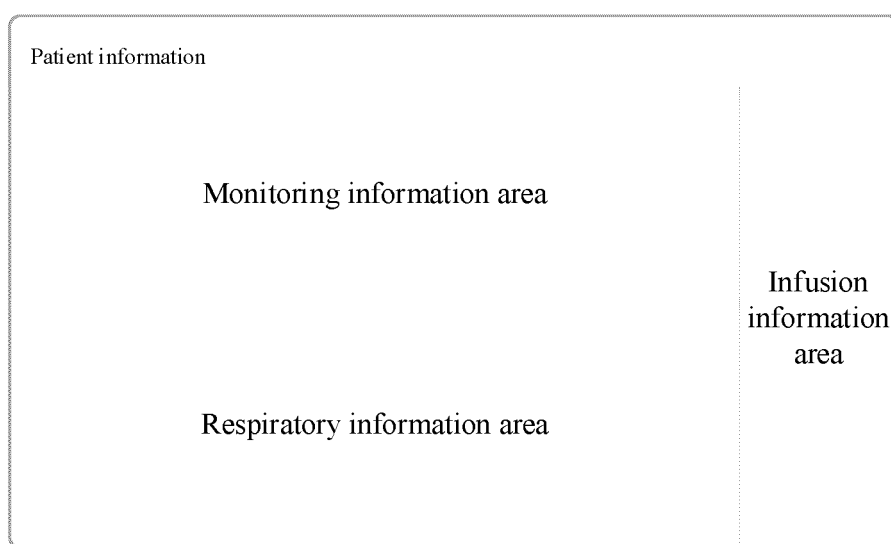 Patient information
Monitoring information area
Infusion
information
area
Respiratory information area